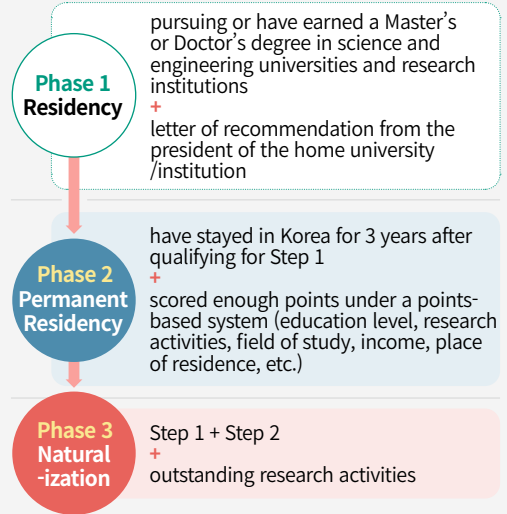 Phase 1
Residency
pursuing or have earned a Master's
or Doctor's degree in science and
engineering universities and research
institutions
+
letter of recommendation from the
president of the home university
/institution
Phase 2
Permanent
Residency
have stayed in Korea for 3 years after
qualifying for Step 1
+
scored enough points under a points-
based system (education level, research
activities, field of study, income, place
of residence, etc.)
Phase 3
Natural
-ization
Step 1 + Step 2
+
outstanding research activities